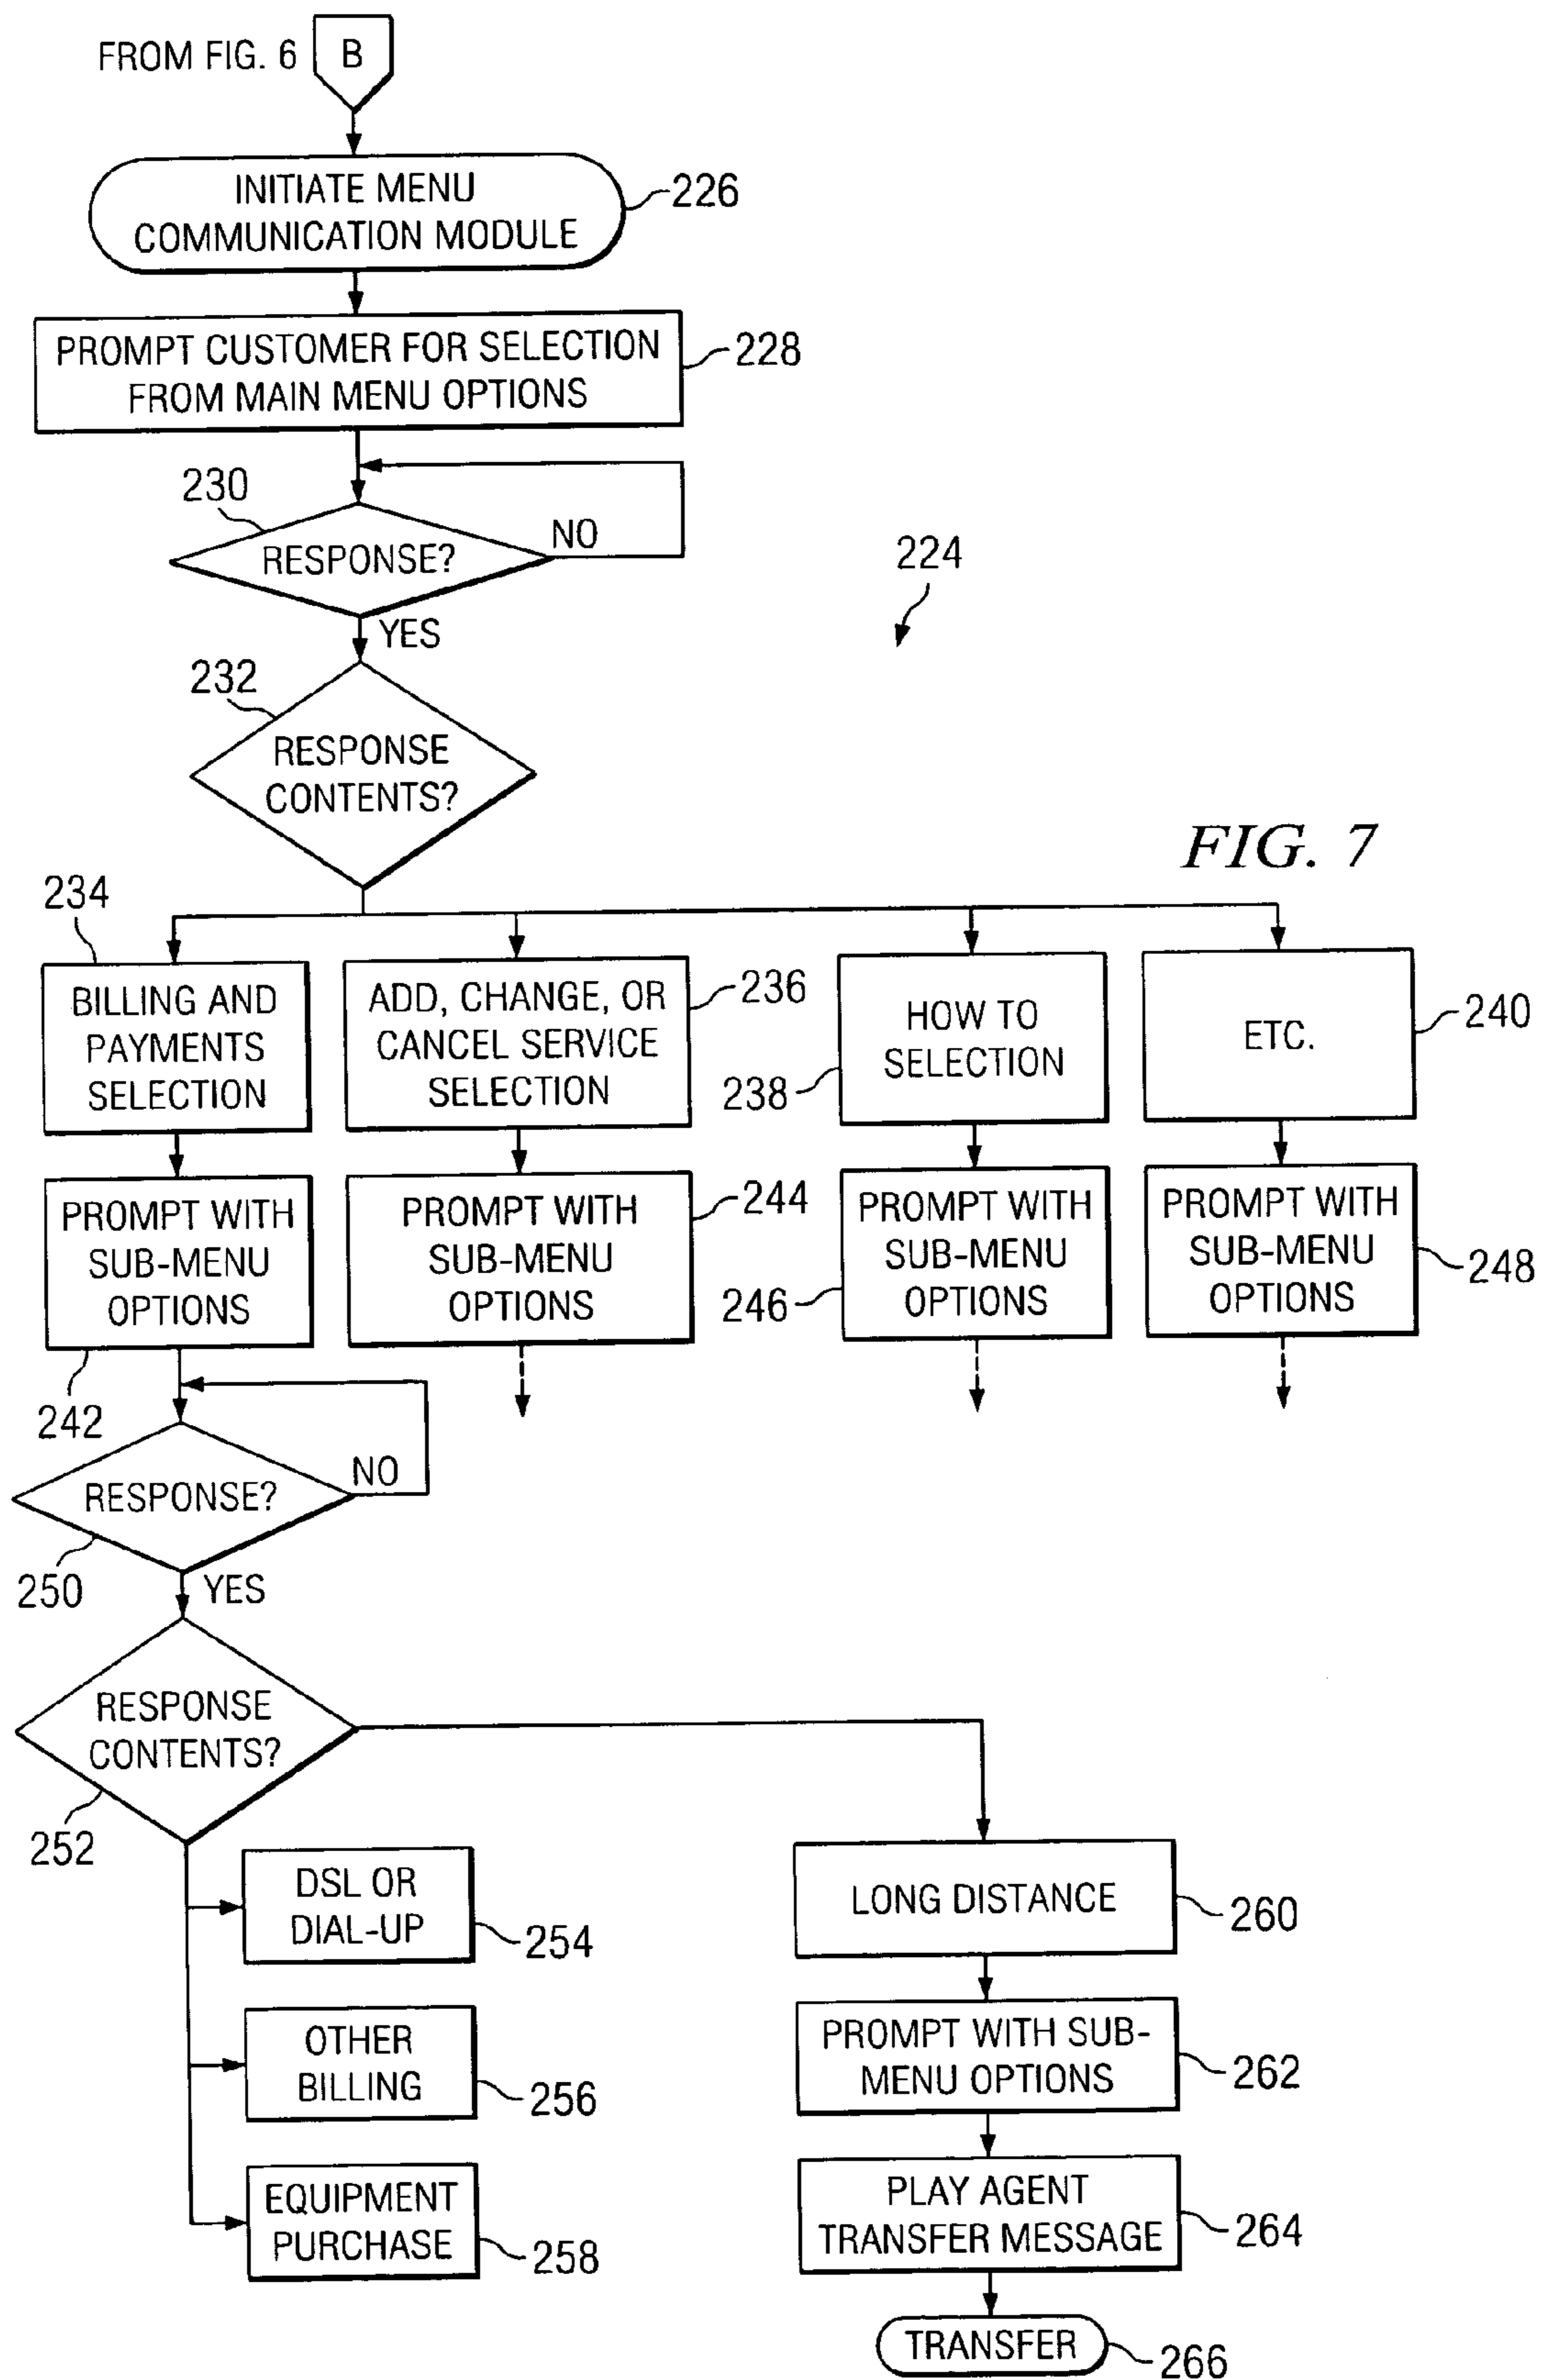 FROM FIG. 6
B
INITIATE MENU
COMMUNICATION MODULE
226
PROMPT CUSTOMER FOR SELECTION
FROM MAIN MENU OPTIONS
228
230
RESPONSE?
NO
YES
224
232
RESPONSE
CONTENTS?
FIG. 7
234
BILLING AND
PAYMENTS
SELECTION
ADD, CHANGE, OR
CANCEL SERVICE
SELECTION
236
HOW TO
SELECTION
238
ETC.
240
PROMPT WITH
SUB-MENU
OPTIONS
242
PROMPT WITH
SUB-MENU
OPTIONS
244
PROMPT WITH
SUB-MENU
OPTIONS
246
PROMPT WITH
SUB-MENU
OPTIONS
248
RESPONSE?
NO
250
YES
RESPONSE
CONTENTS?
252
DSL OR
DIAL-UP
254
OTHER
BILLING
256
EQUIPMENT
PURCHASE
258
LONG DISTANCE
260
PROMPT WITH SUB-
MENU OPTIONS
262
PLAY AGENT
TRANSFER MESSAGE
264
TRANSFER
266